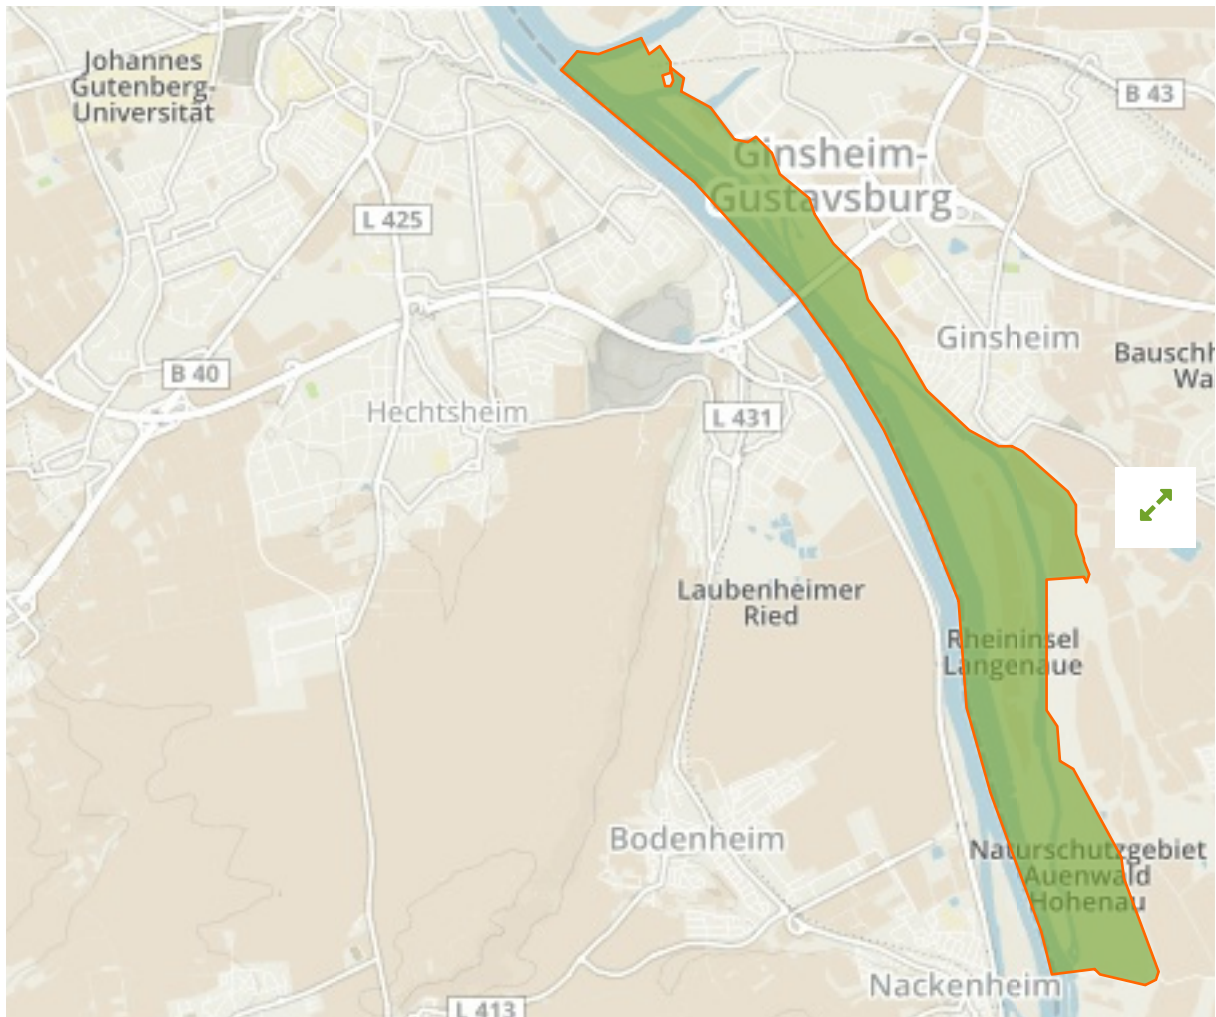 Johannes
Gutenberg-
Universität
B 43
Ginsheim-
Gustavsburg
L 425
Ginsheim
Bauschh
Wa
B 40
Hechtsheim
L 431
Laubenheimer
Ried
Rheininsel
Langenaue
Bodenheim
Naturschutzgebiet
Auenwald
Hohenau
Nackenheim
L 413